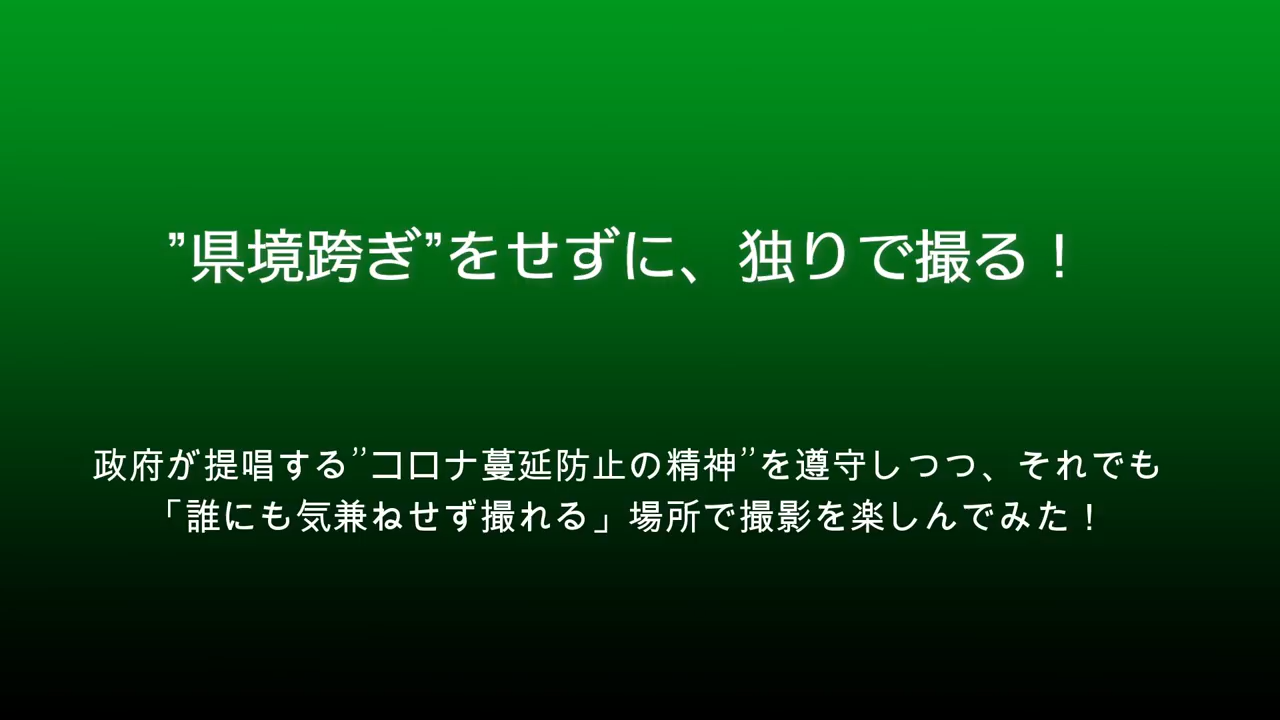 ”県境跨ぎ”をせずに、独りで撮る！
政府が提唱する”コロナ蔓延防止の精神”を遵守しつつ、それでも
「誰にも気兼ねせず撮れる」場所で撮影を楽しんでみた！